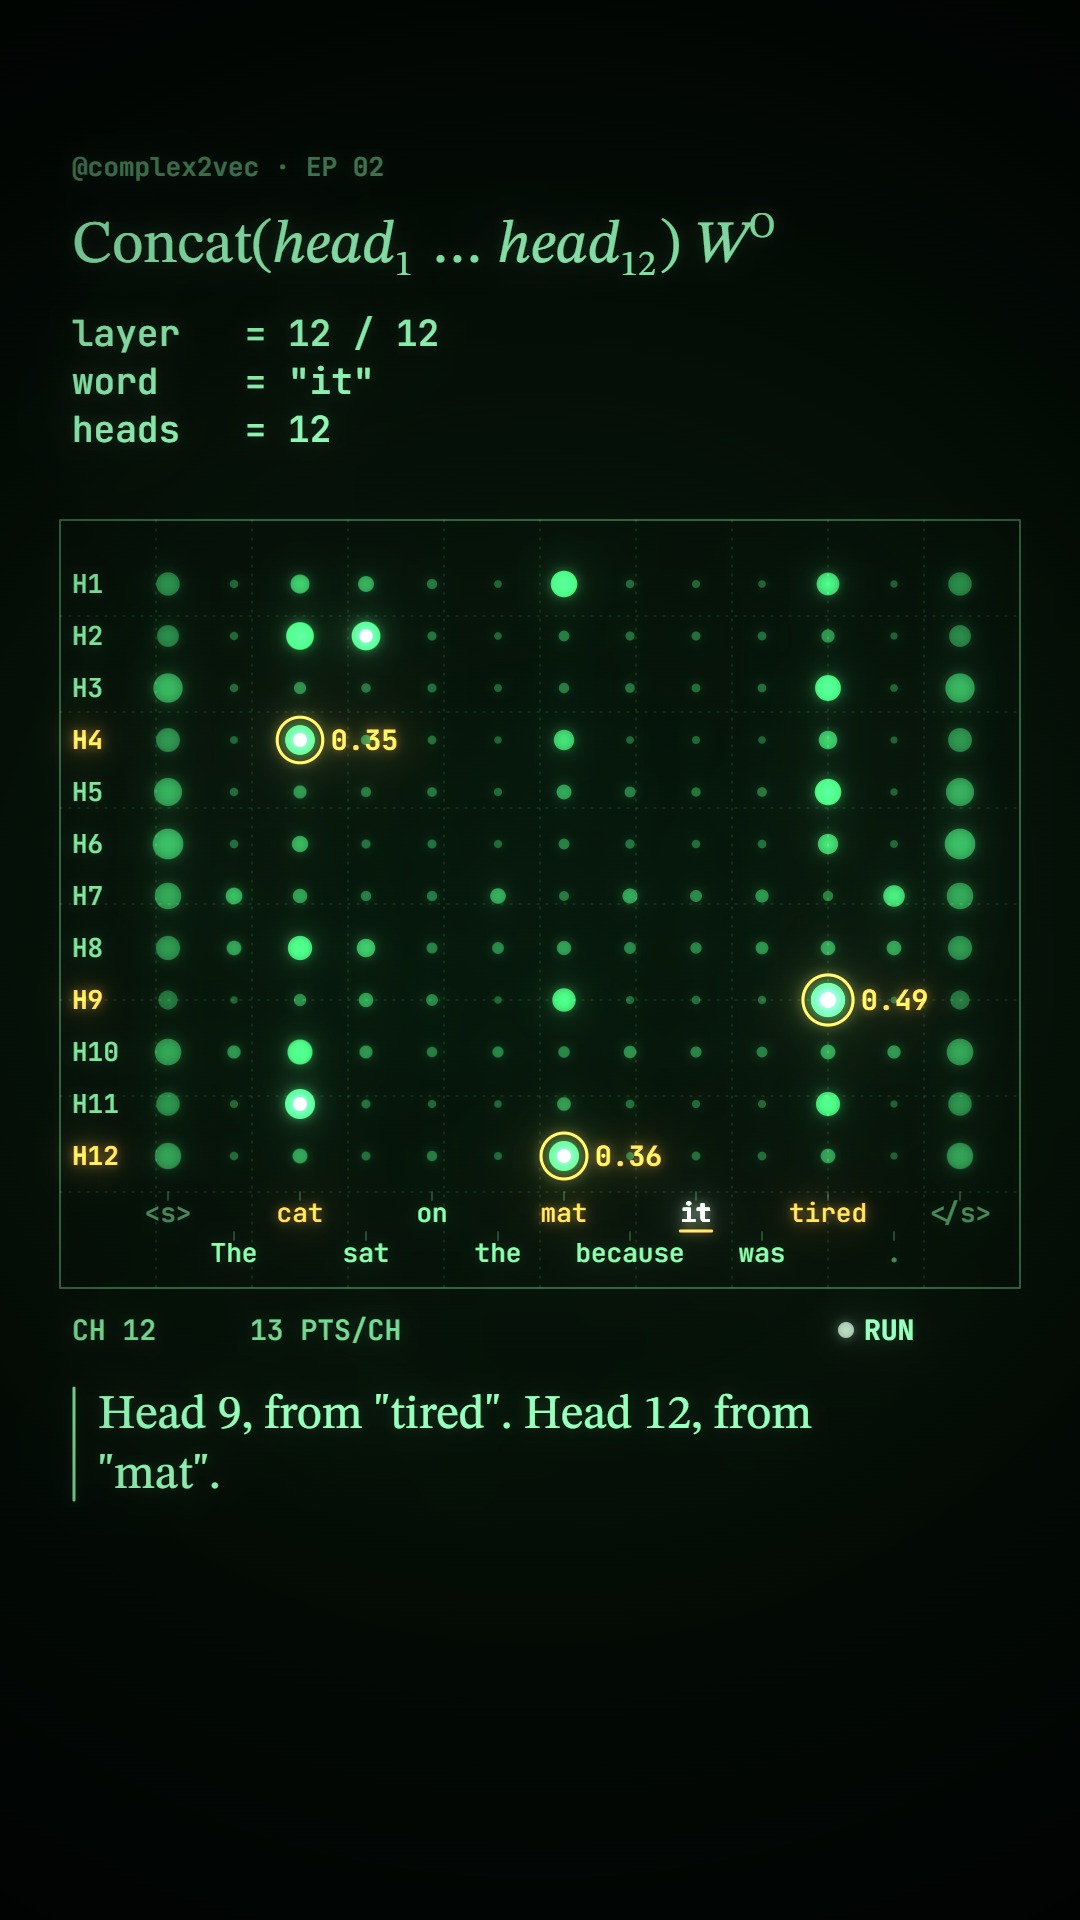 @complex2vec · EP 02
Concat(head₁ … head₁₂) Wᴼ
layer = 12 / 12
word = "it"
heads = 12
H1
H2
H3
H4 0.35
H5
H6
H7
H8
H9 0.49
H10
H11
H12 0.36
<s> cat on mat it tired </s>
The sat the because was .
CH 12 13 PTS/CH RUN
Head 9, from "tired". Head 12, from
"mat".